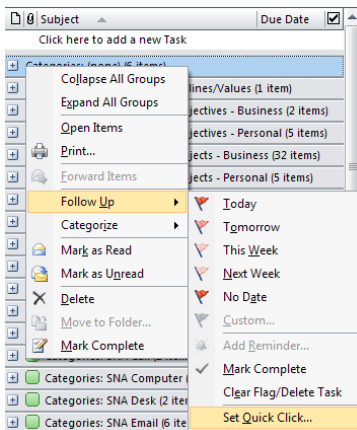 Subject Due Date
Click here to add a new Task
Categories: (none) (6 items)
Collapse All Groups
lines/Values (1 item)
Expand All Groups
jectives - Business (2 items)
Open Items
jectives - Personal (5 items)
Print...
jects - Business (32 items)
Forward Items
jects - Personal (5 items)
Follow Up
Today
Categorize
Tomorrow
Mark as Read
This Week
Mark as Unread
Next Week
Delete
No Date
Move to Folder...
Custom...
Mark Complete
Add Reminder...
Mark Complete
Categories: SNA Computer (
Clear Flag/Delete Task
Categories: SNA Desk (2 iter
Set Quick Click...
Categories: SNA Email (6 ite